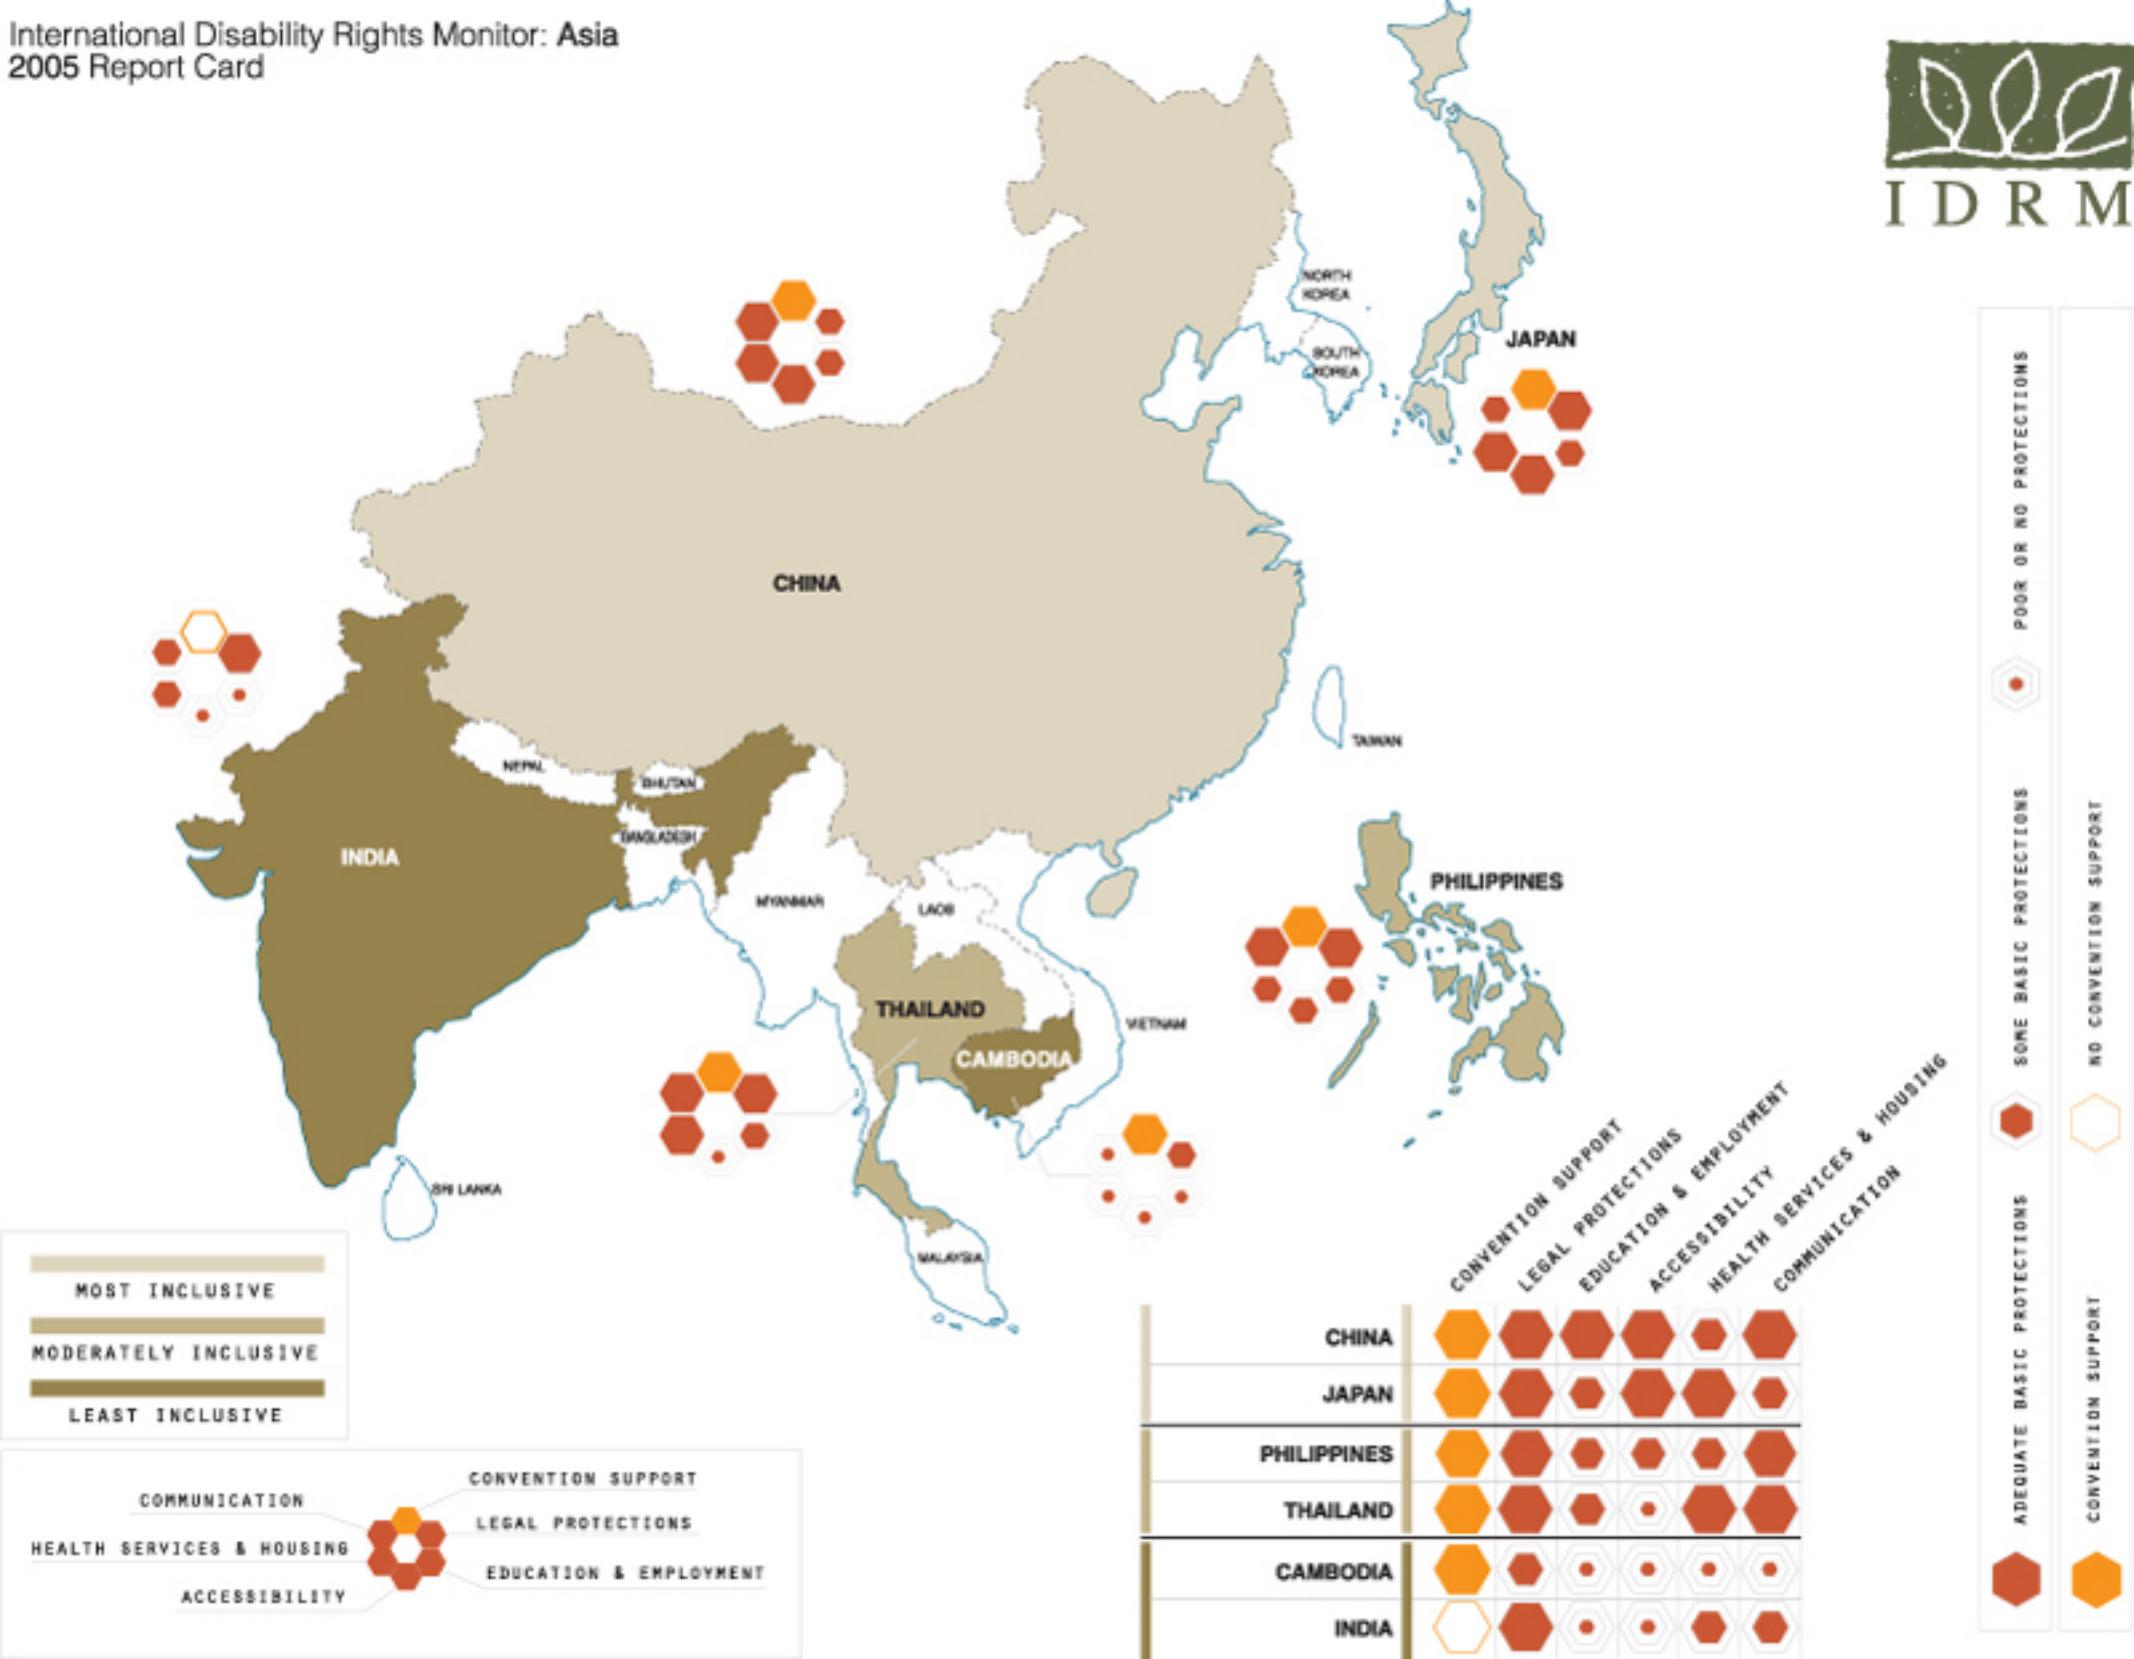 International Disability Rights Monitor: Asia
2005 Report Card
IDRM
NORTH
KOREA
SOUTH
KOREA
JAPAN
CHINA
TAIWAN
NEPAL
BHUTAN
BANGLADESH
INDIA
MYANMAR
LAOS
PHILIPPINES
THAILAND
VIETNAM
CAMBODIA
SRI LANKA
MALAYSIA
MOST INCLUSIVE
MODERATELY INCLUSIVE
LEAST INCLUSIVE
CONVENTION SUPPORT
COMMUNICATION
LEGAL PROTECTIONS
HEALTH SERVICES & HOUSING
EDUCATION & EMPLOYMENT
ACCESSIBILITY
CONVENTION SUPPORT
LEGAL PROTECTIONS
EDUCATION & EMPLOYMENT
ACCESSIBILITY
HEALTH SERVICES & HOUSING
COMMUNICATION
CHINA
JAPAN
PHILIPPINES
THAILAND
CAMBODIA
INDIA
POOR OR NO PROTECTIONS
SOME BASIC PROTECTIONS
ADEQUATE BASIC PROTECTIONS
NO CONVENTION SUPPORT
CONVENTION SUPPORT